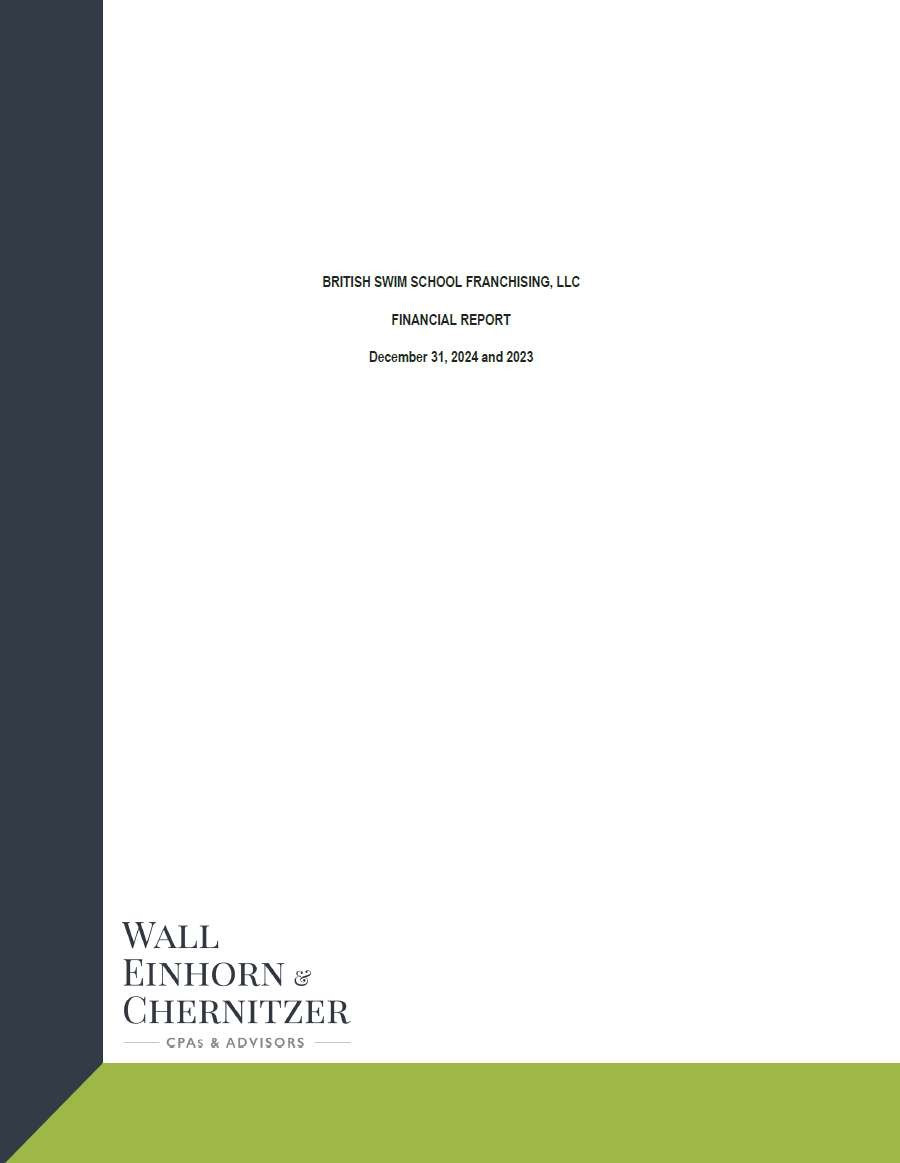 BRITISH SWIM SCHOOL FRANCHISING, LLC
FINANCIAL REPORT
December 31, 2024 and 2023
WALL
EINHORN &
CHERNITZER
CPAs & ADVISORS